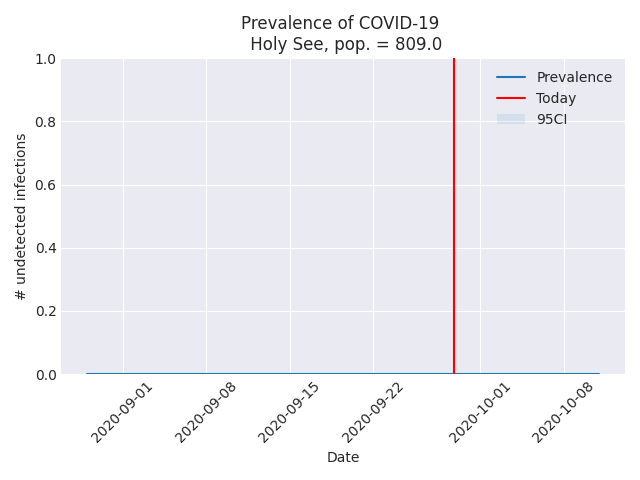 Prevalence of COVID-19
Holy See, pop. = 809.0
Prevalence
Today
95CI
1.0
0.8
0.6
0.4
0.2
0.0
# undetected infections
2020-09-01
2020-09-08
2020-09-15
2020-09-22
2020-10-01
2020-10-08
Date